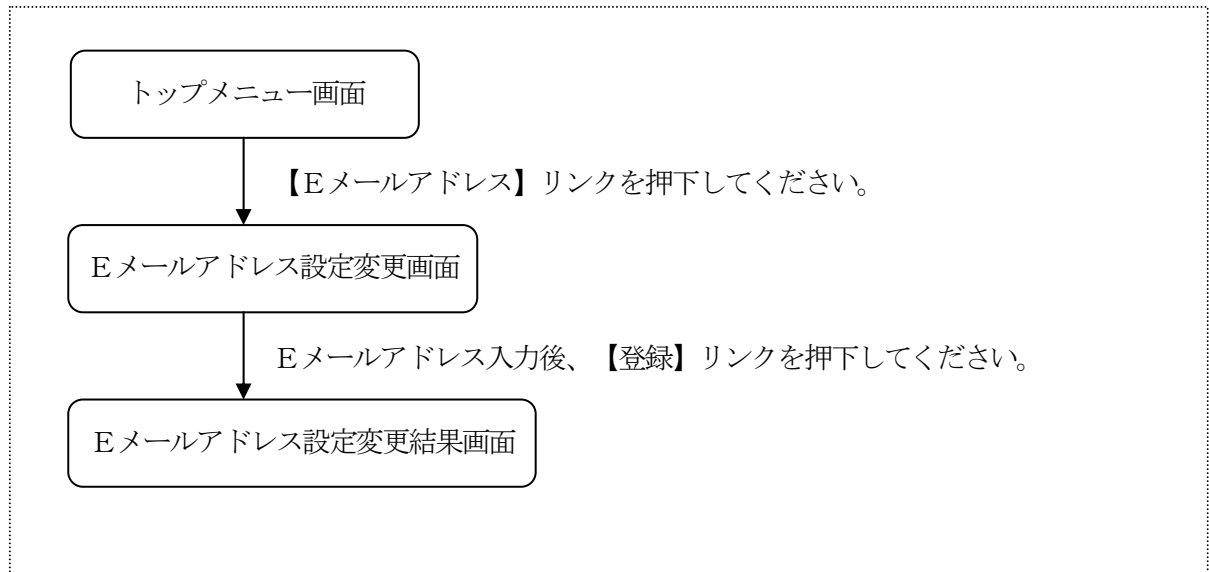 トップメニュー画面
【Ｅメールアドレス】リンクを押下してください。
Ｅメールアドレス設定変更画面
Ｅメールアドレス入力後、【登録】リンクを押下してください。
Ｅメールアドレス設定変更結果画面